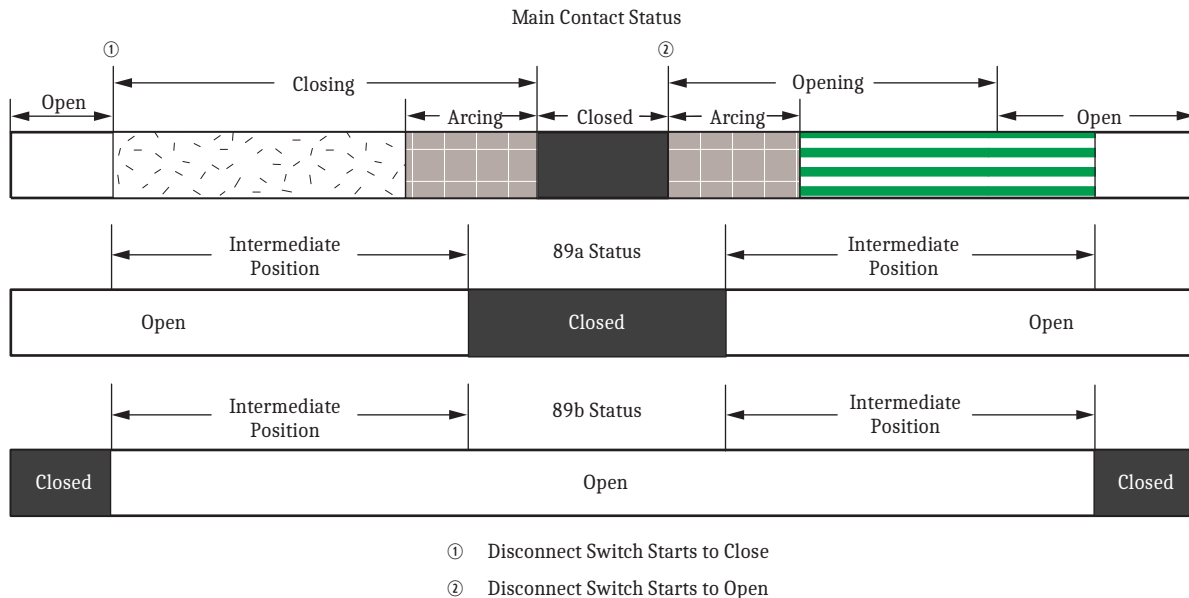 Main Contact Status
① ②
Closing Opening
Open Arcing Closed Arcing Open
Intermediate Position 89a Status Intermediate Position
Open Closed Open
Intermediate Position 89b Status Intermediate Position
Closed Open Closed
① Disconnect Switch Starts to Close
② Disconnect Switch Starts to Open